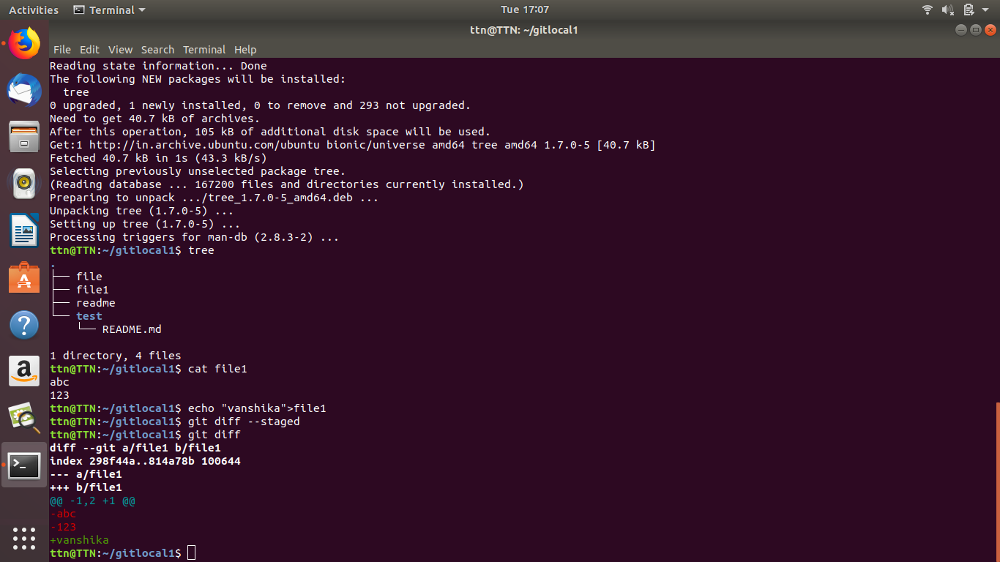 Activities Terminal Tue 17:07
ttn@TTN: ~/gitlocal1
File Edit View Search Terminal Help
Reading state information... Done
The following NEW packages will be installed:
  tree
0 upgraded, 1 newly installed, 0 to remove and 293 not upgraded.
Need to get 40.7 kB of archives.
After this operation, 105 kB of additional disk space will be used.
Get:1 http://in.archive.ubuntu.com/ubuntu bionic/universe amd64 tree amd64 1.7.0-5 [40.7 kB]
Fetched 40.7 kB in 1s (43.3 kB/s)
Selecting previously unselected package tree.
(Reading database ... 167200 files and directories currently installed.)
Preparing to unpack .../tree_1.7.0-5_amd64.deb ...
Unpacking tree (1.7.0-5) ...
Setting up tree (1.7.0-5) ...
Processing triggers for man-db (2.8.3-2) ...
ttn@TTN:~/gitlocal1$ tree
.
├── file
├── file1
├── readme
└── test
    └── README.md

1 directory, 4 files
ttn@TTN:~/gitlocal1$ cat file1
abc
123
ttn@TTN:~/gitlocal1$ echo "vanshika">file1
ttn@TTN:~/gitlocal1$ git diff --staged
ttn@TTN:~/gitlocal1$ git diff
diff --git a/file1 b/file1
index 298f44a..814a78b 100644
--- a/file1
+++ b/file1
@@ -1,2 +1 @@
-abc
-123
+vanshika
ttn@TTN:~/gitlocal1$